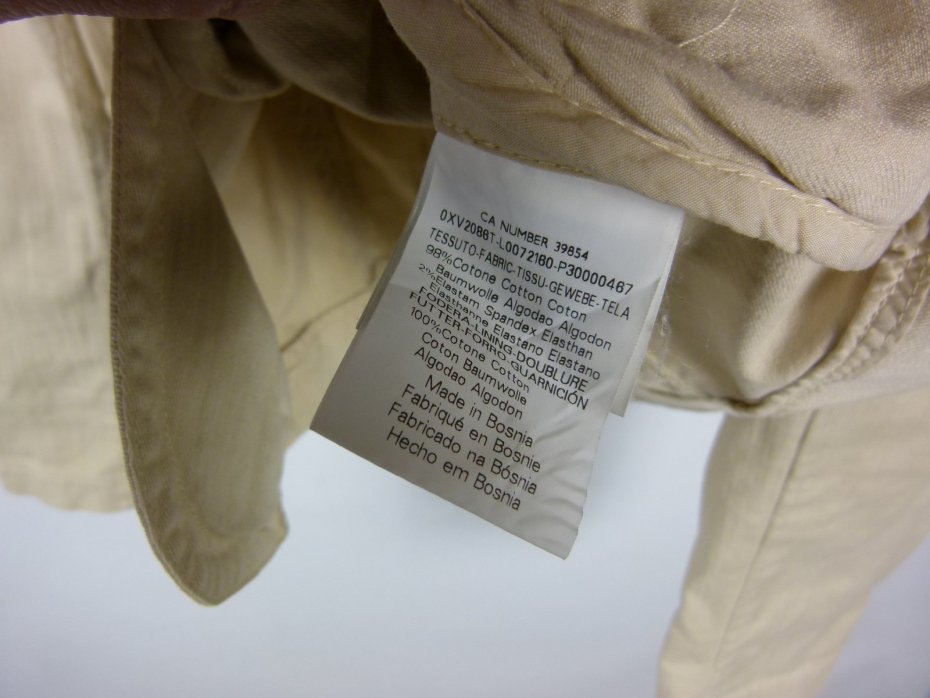 CA NUMBER 39854
0XV208BT-L0072180-P30000467
TESSUTO-FABRIC-TISSU-GEWEBE-TELA
98%Cotone Cotton Coton
Baumwolle Algodao Algodon
2%Elastam Spandex Elasthan
Elasthanne Elastano Elastano
FODERA-LINING-DOUBLURE
FUTTER-FORRO-GUARNICIÓN
100%Cotone Cotton
Coton Baumwolle
Algodao Algodon
Made in Bosnia
Fabriqué en Bosnie
Fabricado na Bósnia
Hecho em Bosnia